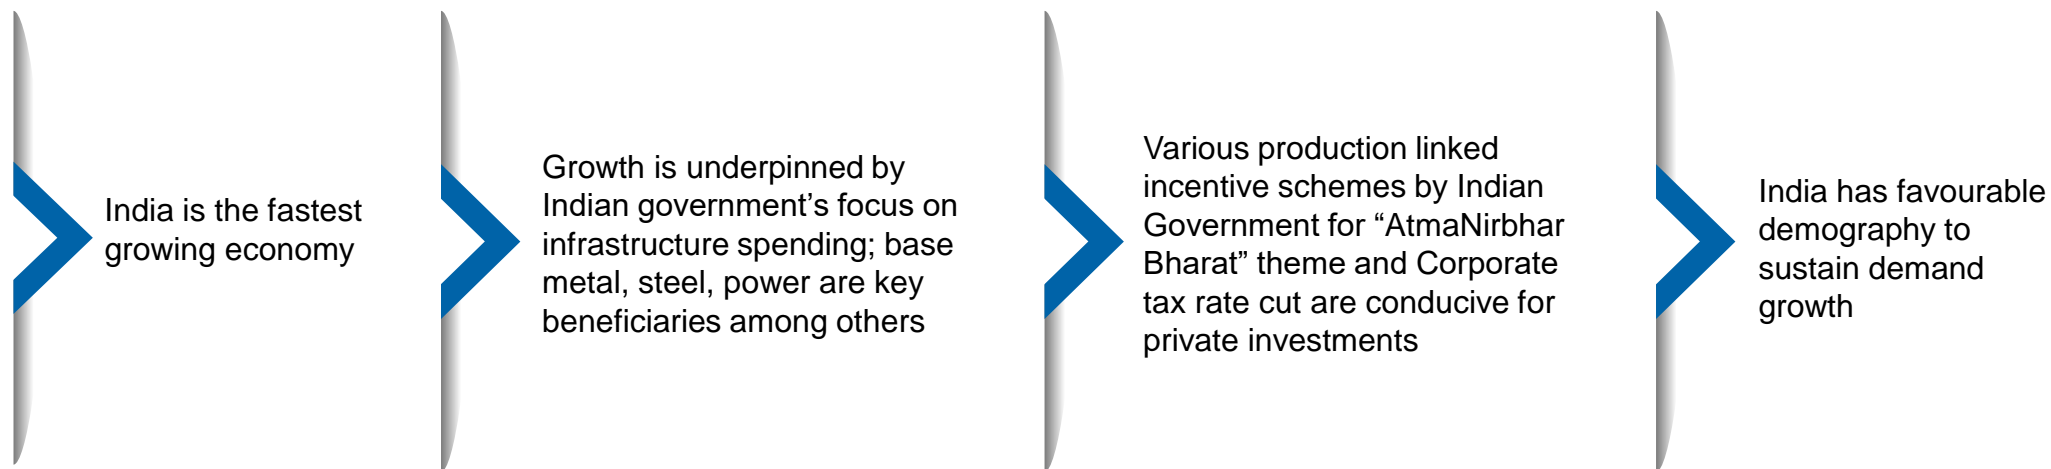 India is the fastest
growing economy
Growth is underpinned by
Indian government’s focus on
infrastructure spending; base
metal, steel, power are key
beneficiaries among others
Various production linked
incentive schemes by Indian
Government for “AtmaNirbhar
Bharat” theme and Corporate
tax rate cut are conducive for
private investments
India has favourable
demography to
sustain demand
growth